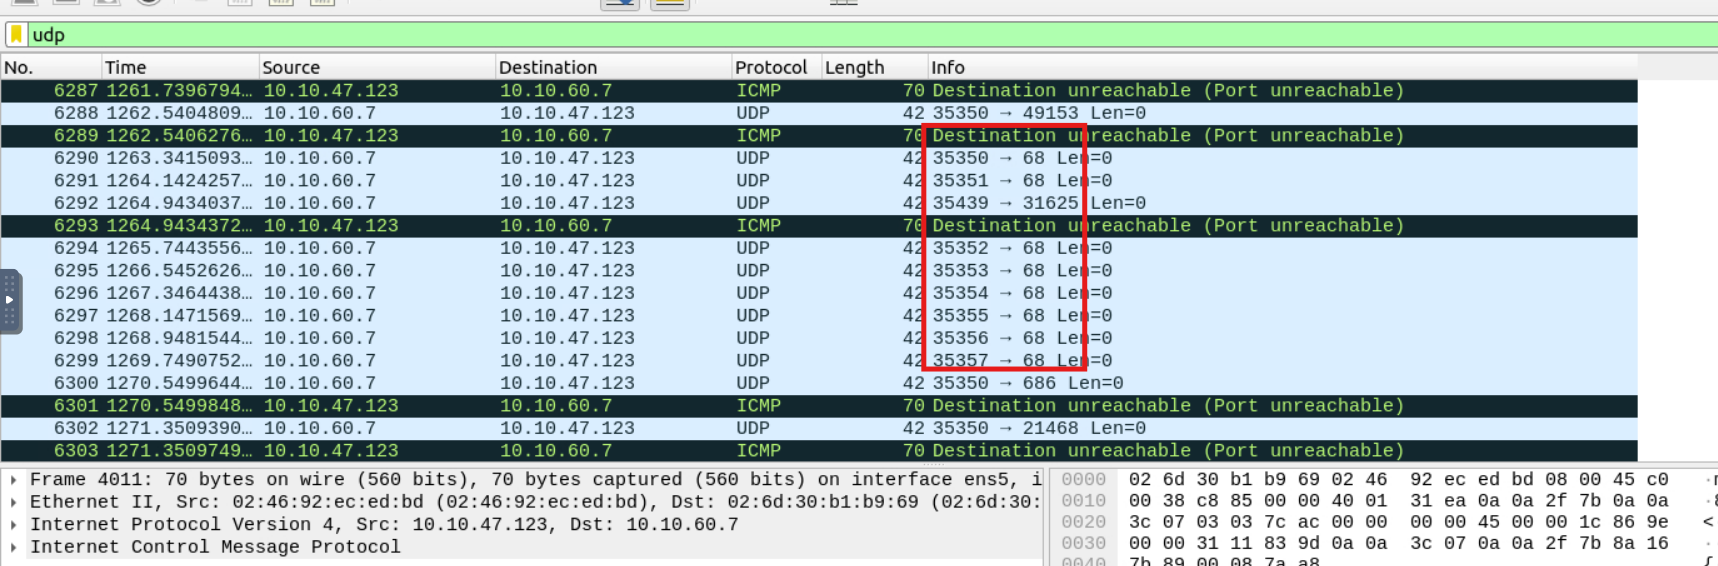 udp
No. Time Source Destination Protocol Length Info
6287 1261.7396794… 10.10.47.123 10.10.60.7 ICMP 70 Destination unreachable (Port unreachable)
6288 1262.5404809… 10.10.60.7 10.10.47.123 UDP 42 35350 → 49153 Len=0
6289 1262.5406276… 10.10.47.123 10.10.60.7 ICMP 70 Destination unreachable (Port unreachable)
6290 1263.3415093… 10.10.60.7 10.10.47.123 UDP 42 35350 → 68 Len=0
6291 1264.1424257… 10.10.60.7 10.10.47.123 UDP 42 35351 → 68 Len=0
6292 1264.9434037… 10.10.60.7 10.10.47.123 UDP 42 35439 → 31625 Len=0
6293 1264.9434372… 10.10.47.123 10.10.60.7 ICMP 70 Destination unreachable (Port unreachable)
6294 1265.7443556… 10.10.60.7 10.10.47.123 UDP 42 35352 → 68 Len=0
6295 1266.5452626… 10.10.60.7 10.10.47.123 UDP 42 35353 → 68 Len=0
6296 1267.3464438… 10.10.60.7 10.10.47.123 UDP 42 35354 → 68 Len=0
6297 1268.1471569… 10.10.60.7 10.10.47.123 UDP 42 35355 → 68 Len=0
6298 1268.9481544… 10.10.60.7 10.10.47.123 UDP 42 35356 → 68 Len=0
6299 1269.7490752… 10.10.60.7 10.10.47.123 UDP 42 35357 → 68 Len=0
6300 1270.5499644… 10.10.60.7 10.10.47.123 UDP 42 35350 → 686 Len=0
6301 1270.5499848… 10.10.47.123 10.10.60.7 ICMP 70 Destination unreachable (Port unreachable)
6302 1271.3509390… 10.10.60.7 10.10.47.123 UDP 42 35350 → 21468 Len=0
6303 1271.3509749… 10.10.47.123 10.10.60.7 ICMP 70 Destination unreachable (Port unreachable)
Frame 4011: 70 bytes on wire (560 bits), 70 bytes captured (560 bits) on interface ens5, i
Ethernet II, Src: 02:46:92:ec:ed:bd (02:46:92:ec:ed:bd), Dst: 02:6d:30:b1:b9:69 (02:6d:30:
Internet Protocol Version 4, Src: 10.10.47.123, Dst: 10.10.60.7
Internet Control Message Protocol
0000 02 6d 30 b1 b9 69 02 46 92 ec ed bd 08 00 45 c0
0010 00 38 c8 85 00 00 40 01 31 ea 0a 0a 2f 7b 0a 0a
0020 3c 07 03 03 7c ac 00 00 00 00 45 00 00 1c 86 9e <
0030 00 00 31 11 83 9d 0a 0a 3c 07 0a 0a 2f 7b 8a 16
0040 7b 89 00 08 7a a8 {